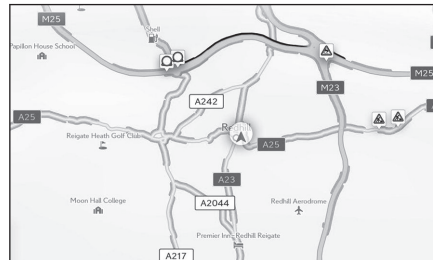 M25
Shell
Papillon House School
M25
A242
M23
A25
Reigate Heath Golf Club
Redhill
A25
A25
Moon Hall College
A23
A2044
Redhill Aerodrome
Premier Inn - Redhill Reigate
A217